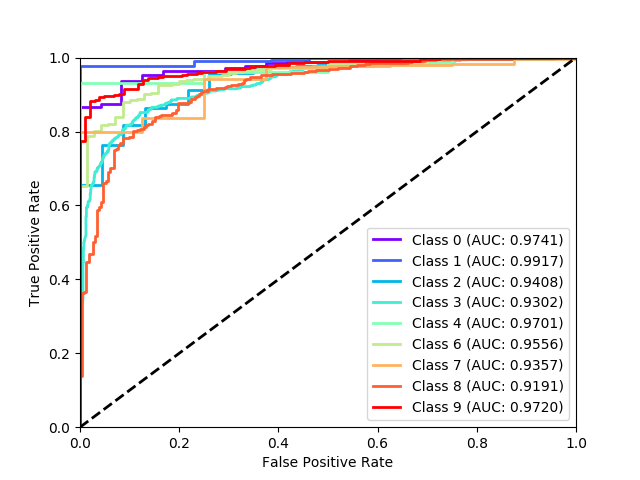 1.0
0.8
0.6
0.4
0.2
0.0
True Positive Rate
Class 0 (AUC: 0.9741)
Class 1 (AUC: 0.9917)
Class 2 (AUC: 0.9408)
Class 3 (AUC: 0.9302)
Class 4 (AUC: 0.9701)
Class 6 (AUC: 0.9556)
Class 7 (AUC: 0.9357)
Class 8 (AUC: 0.9191)
Class 9 (AUC: 0.9720)
0.0 0.2 0.4 0.6 0.8 1.0
False Positive Rate